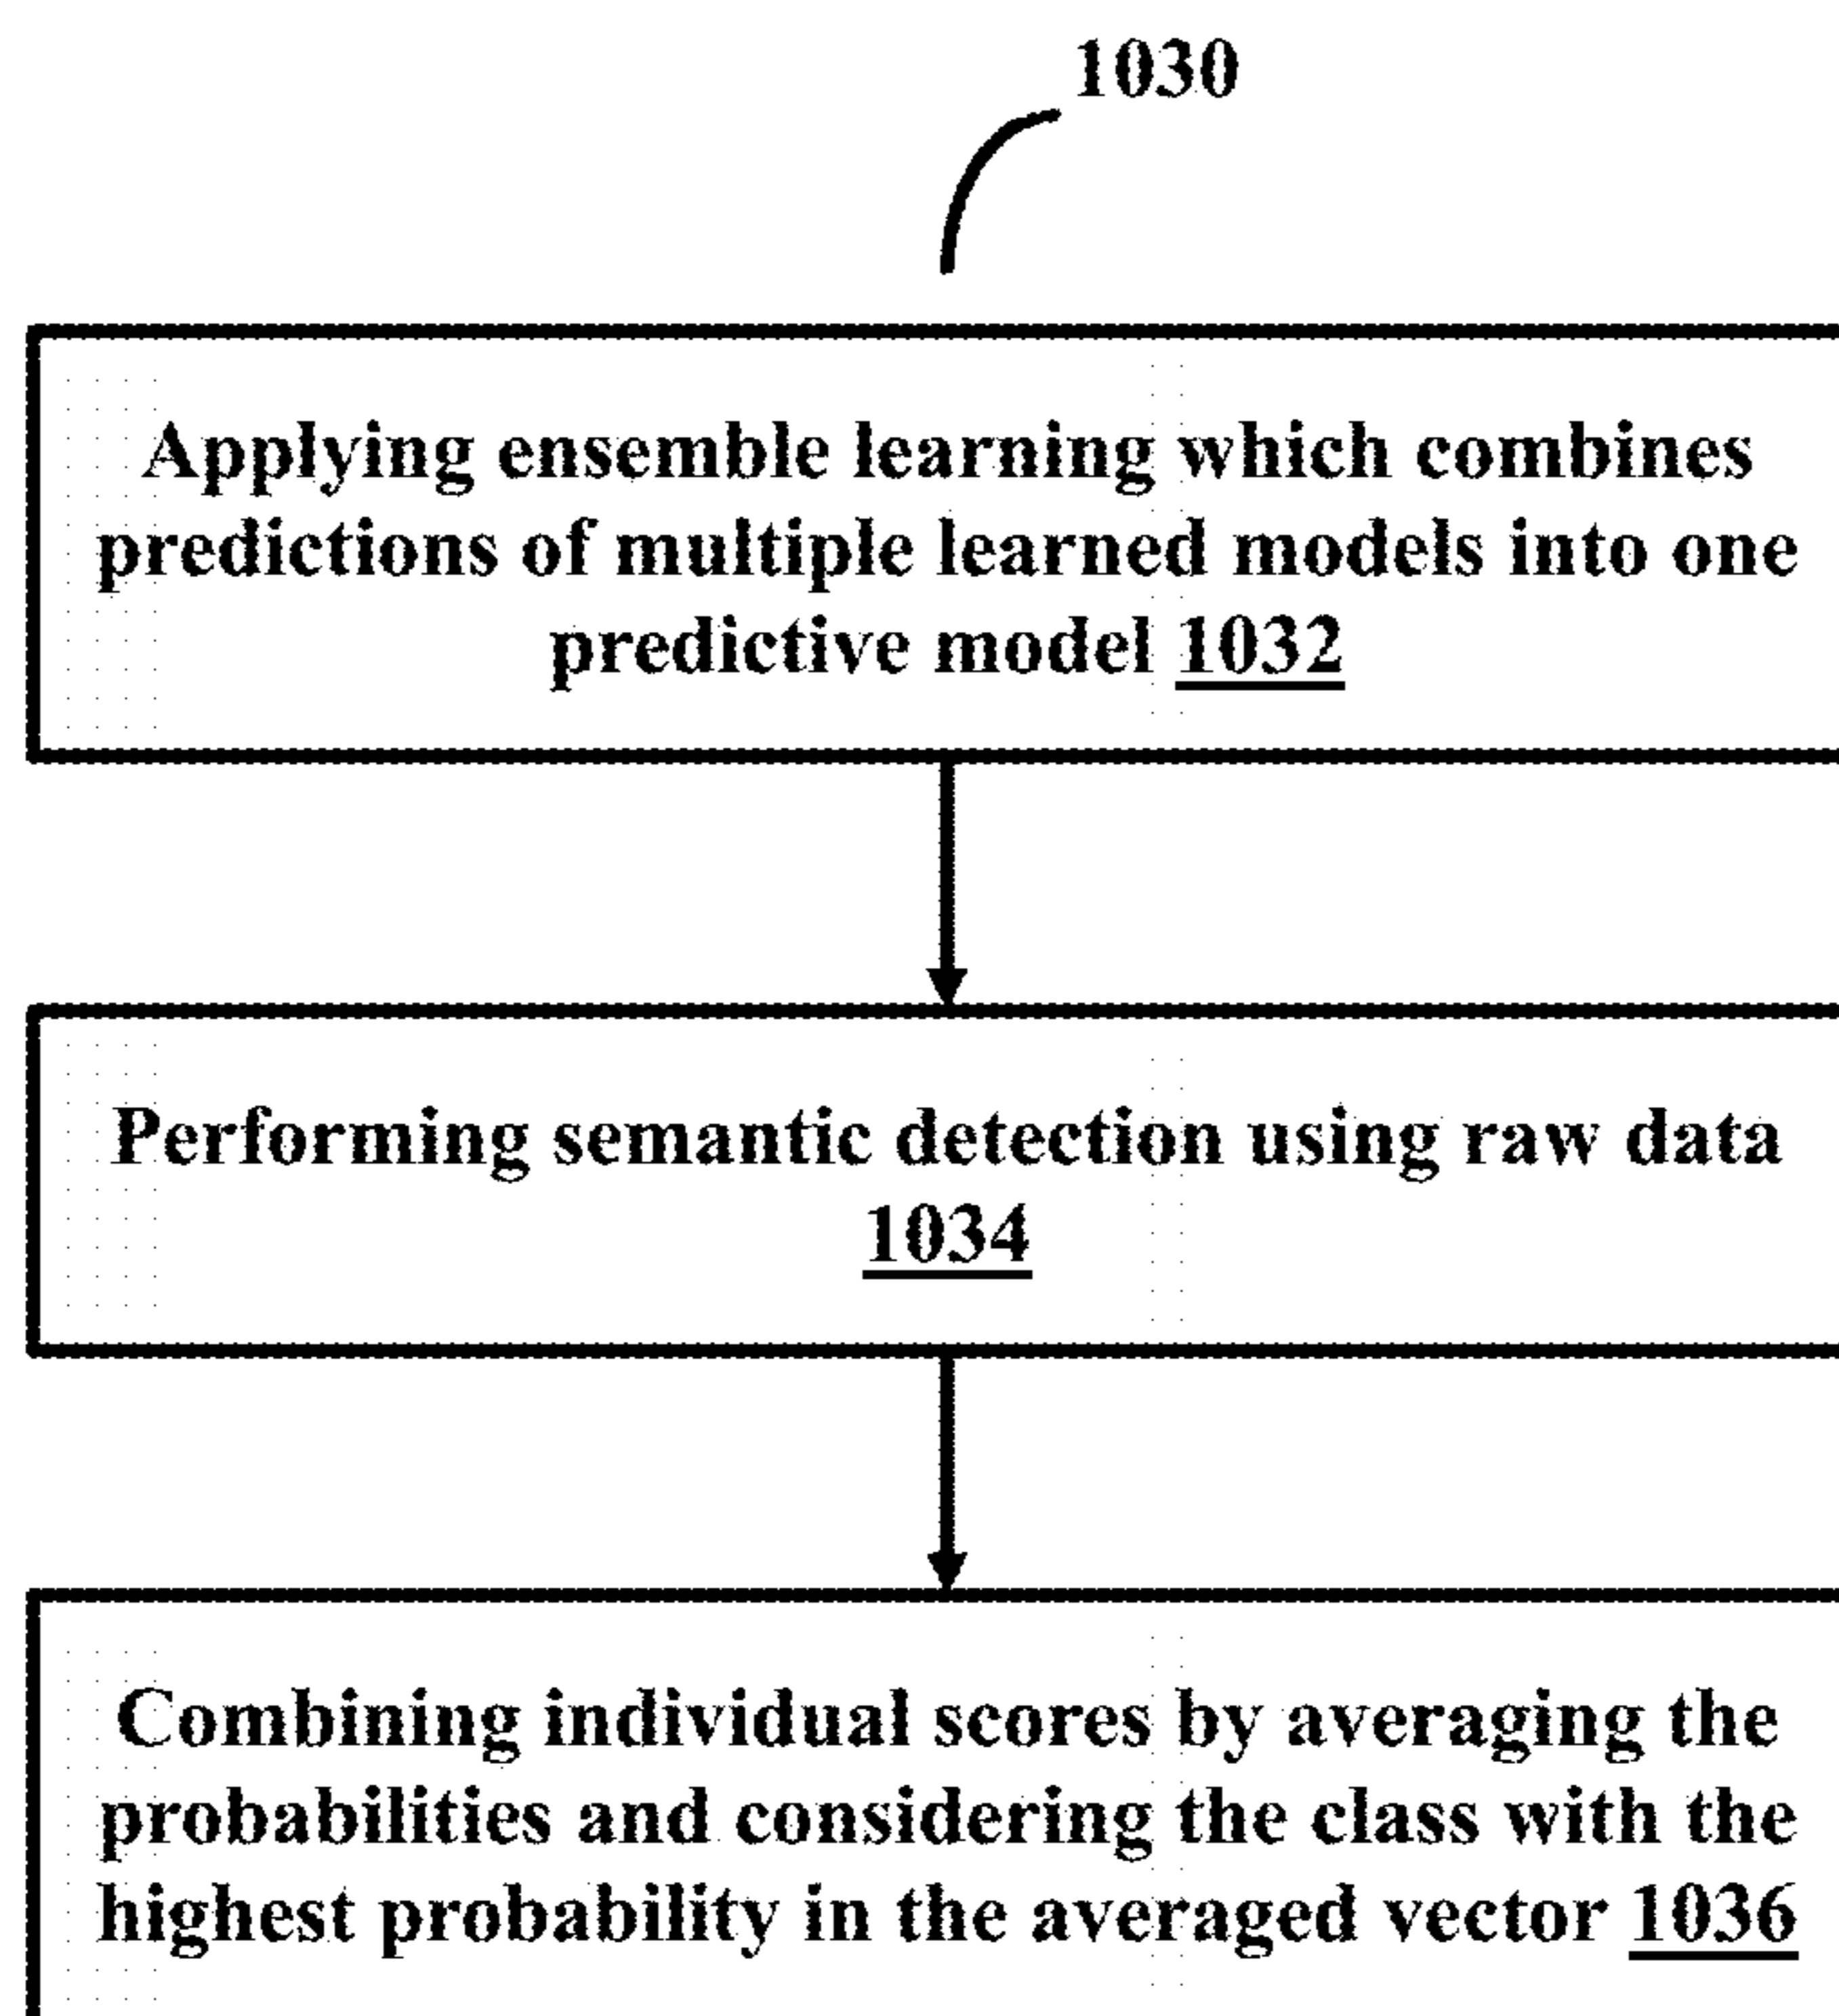 1030
Applying ensemble learning which combines
predictions of multiple learned models into one
predictive model 1032
Performing semantic detection using raw data
1034
Combining individual scores by averaging the
probabilities and considering the class with the
highest probability in the averaged vector 1036